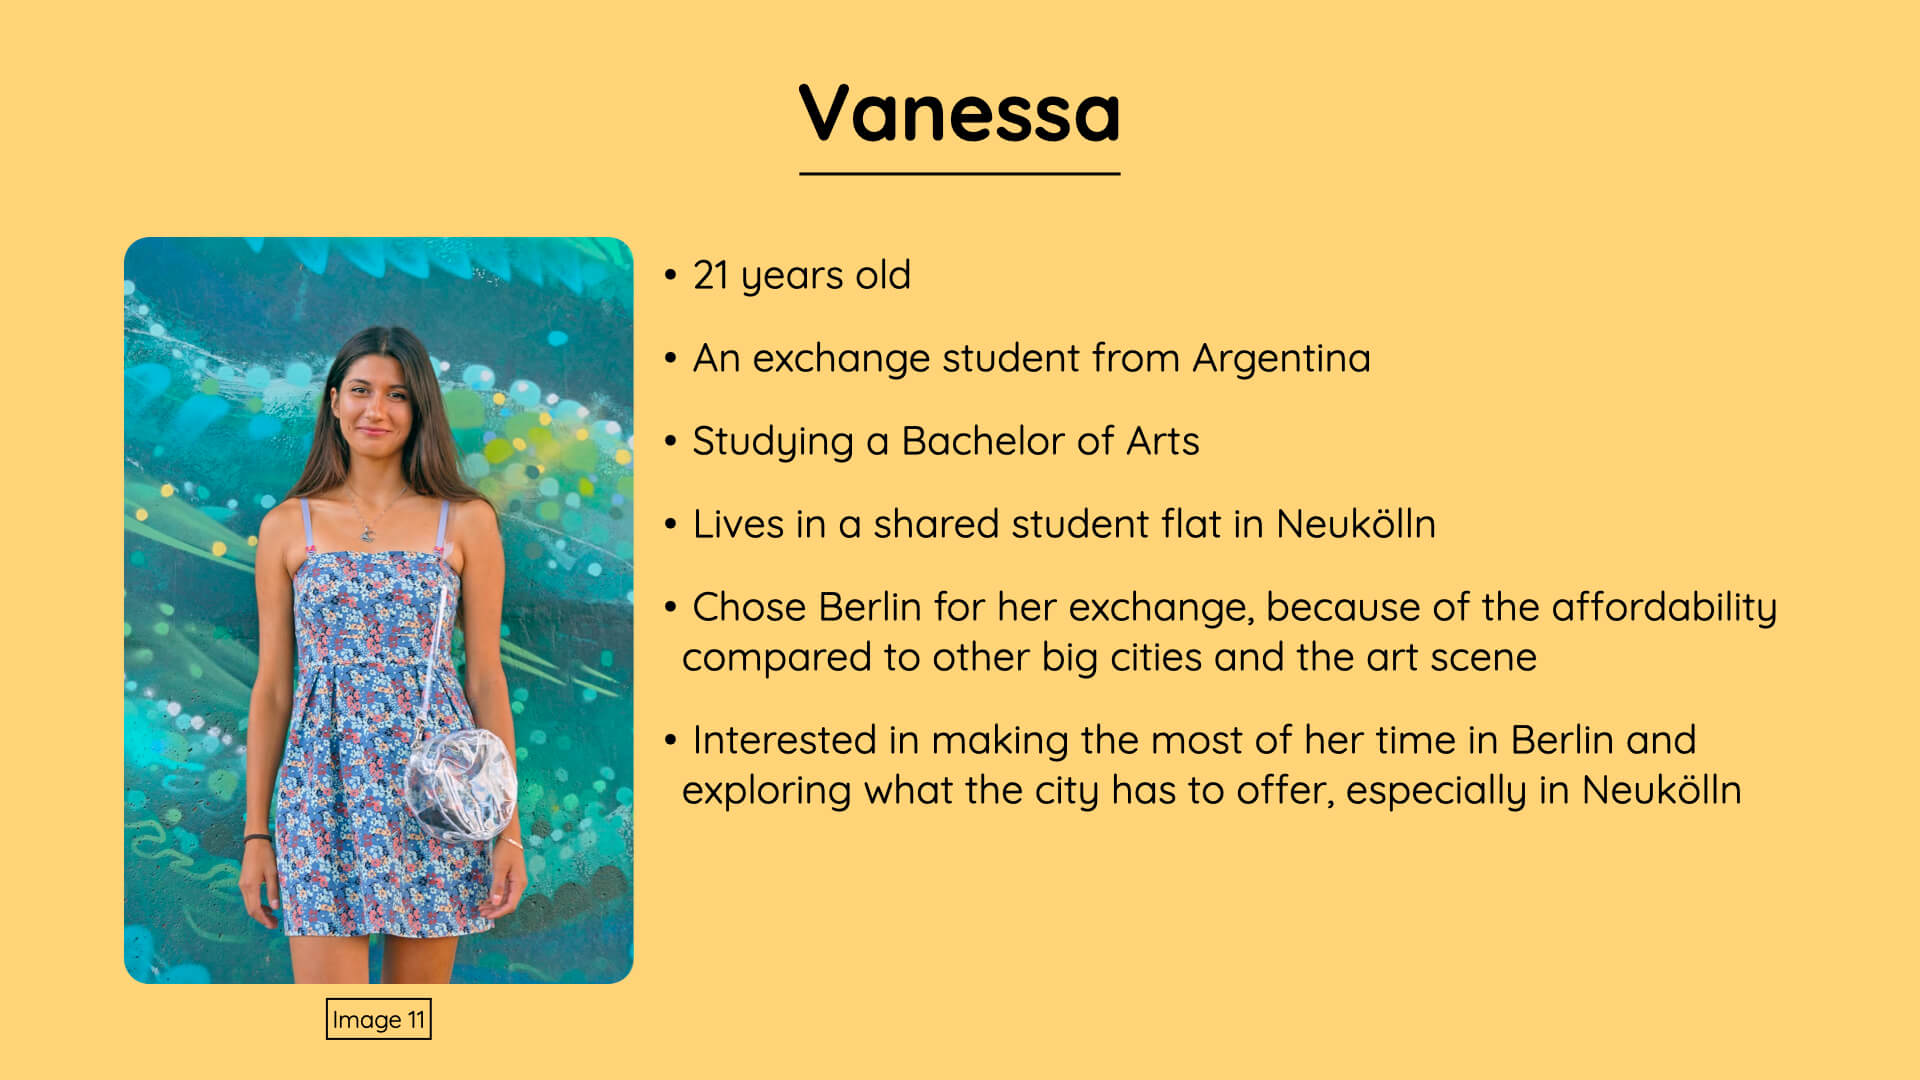 Vanessa
• 21 years old
• An exchange student from Argentina
• Studying a Bachelor of Arts
• Lives in a shared student flat in Neukölln
• Chose Berlin for her exchange, because of the affordability
compared to other big cities and the art scene
• Interested in making the most of her time in Berlin and
exploring what the city has to offer, especially in Neukölln
Image 11